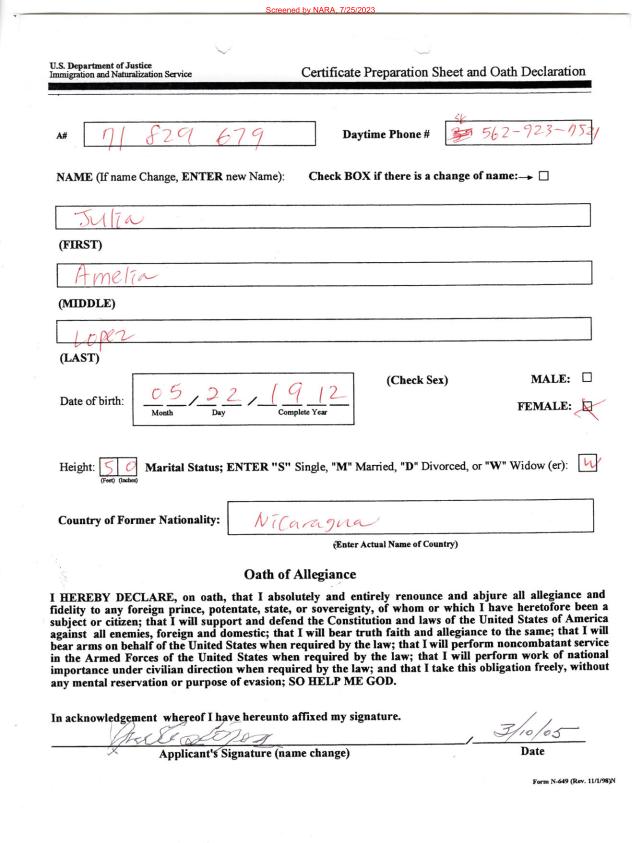 Screened by NARA, 7/25/2023
U.S. Department of Justice
Immigration and Naturalization Service
Certificate Preparation Sheet and Oath Declaration
A# 71 829 679 Daytime Phone # 562-923-7521
NAME (If name Change, ENTER new Name): Check BOX if there is a change of name:
Julia
(FIRST)
Amelia
(MIDDLE)
Lopez
(LAST)
Date of birth: 05, 22, 1912
Month Day Complete Year
(Check Sex) MALE:
FEMALE: X
Height: 5 0 Marital Status; ENTER "S" Single, "M" Married, "D" Divorced, or "W" Widow (er): W
(Feet) (Inches)
Country of Former Nationality: Nicaragua
(Enter Actual Name of Country)
Oath of Allegiance
I HEREBY DECLARE, on oath, that I absolutely and entirely renounce and abjure all allegiance and
fidelity to any foreign prince, potentate, state, or sovereignty, of whom or which I have heretofore been a
subject or citizen; that I will support and defend the Constitution and laws of the United States of America
against all enemies, foreign and domestic; that I will bear truth faith and allegiance to the same; that I will
bear arms on behalf of the United States when required by the law; that I will perform noncombatant service
in the Armed Forces of the United States when required by the law; that I will perform work of national
importance under civilian direction when required by the law; and that I take this obligation freely, without
any mental reservation or purpose of evasion; SO HELP ME GOD.
In acknowledgement whereof I have hereunto affixed my signature.
Julia Lopez , 3/10/05
Applicant's Signature (name change) Date
Form N-649 (Rev. 11/1/98)N